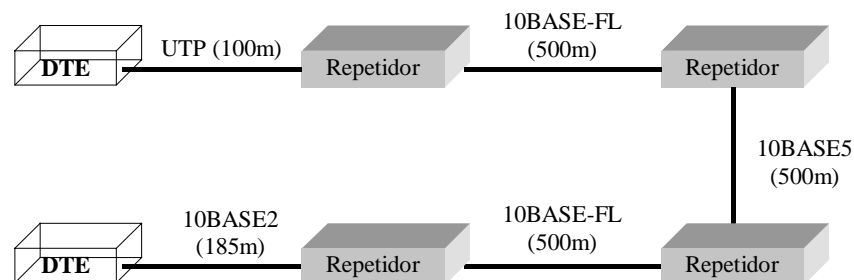 DTE
UTP (100m)
Repetidor
10BASE-FL
(500m)
Repetidor
10BASE5
(500m)
DTE
10BASE2
(185m)
Repetidor
10BASE-FL
(500m)
Repetidor